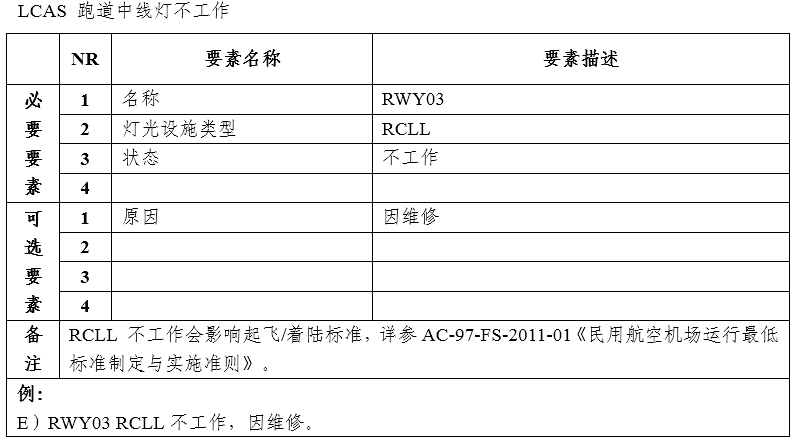 LCAS 跑道中线灯不工作
NR 要素名称 要素描述
必要要素
1 名称 RWY03
2 灯光设施类型 RCLL
3 状态 不工作
4
可选要素
1 原因 因维修
2
3
4
备注
RCLL 不工作会影响起飞/着陆标准，详参 AC-97-FS-2011-01《民用航空机场运行最低
标准制定与实施准则》。
例：
E）RWY03 RCLL 不工作，因维修。